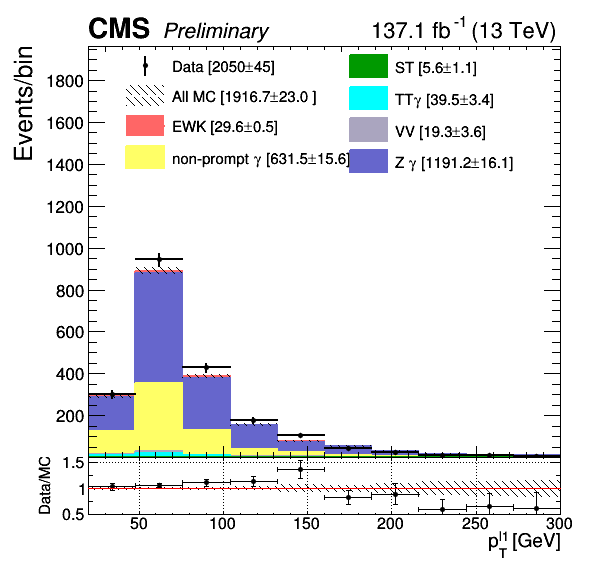 CMS Preliminary 137.1 fb⁻¹ (13 TeV)
Events/bin
Data [2050±45]
All MC [1916.7±23.0 ]
EWK [29.6±0.5]
non-prompt γ [631.5±15.6]
ST [5.6±1.1]
TTγ [39.5±3.4]
VV [19.3±3.6]
Z γ [1191.2±16.1]
1800
1600
1400
1200
1000
800
600
400
200
Data/MC
1.5
1
0.5
50 100 150 200 250 300
p_T^l1 [GeV]